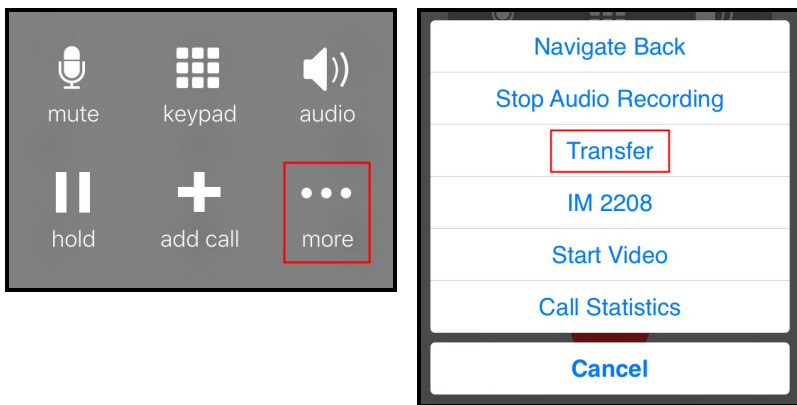 mute keypad audio
hold add call more
Navigate Back
Stop Audio Recording
Transfer
IM 2208
Start Video
Call Statistics
Cancel